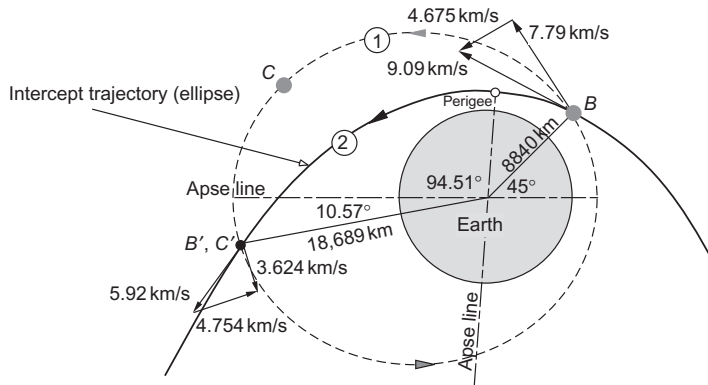 4.675 km/s
7.79 km/s
1
9.09 km/s
C
B
Intercept trajectory (ellipse)
Perigee
2
8840 km
Apse line
94.51°
45°
10.57°
18,689 km
Earth
B′, C′
3.624 km/s
5.92 km/s
4.754 km/s
Apse line